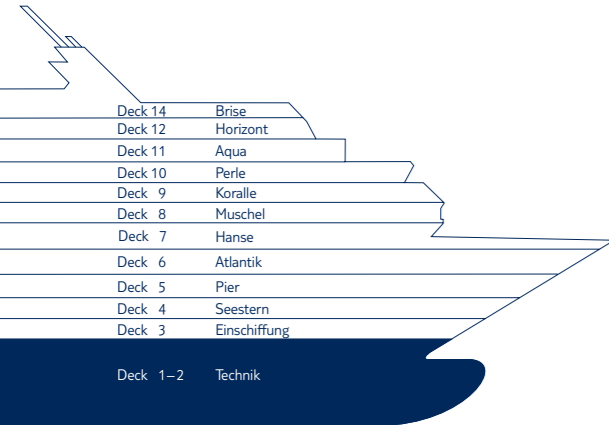 Deck 14 Brise
Deck 12 Horizont
Deck 11 Aqua
Deck 10 Perle
Deck 9 Koralle
Deck 8 Muschel
Deck 7 Hanse
Deck 6 Atlantik
Deck 5 Pier
Deck 4 Seestern
Deck 3 Einschiffung
Deck 1–2 Technik